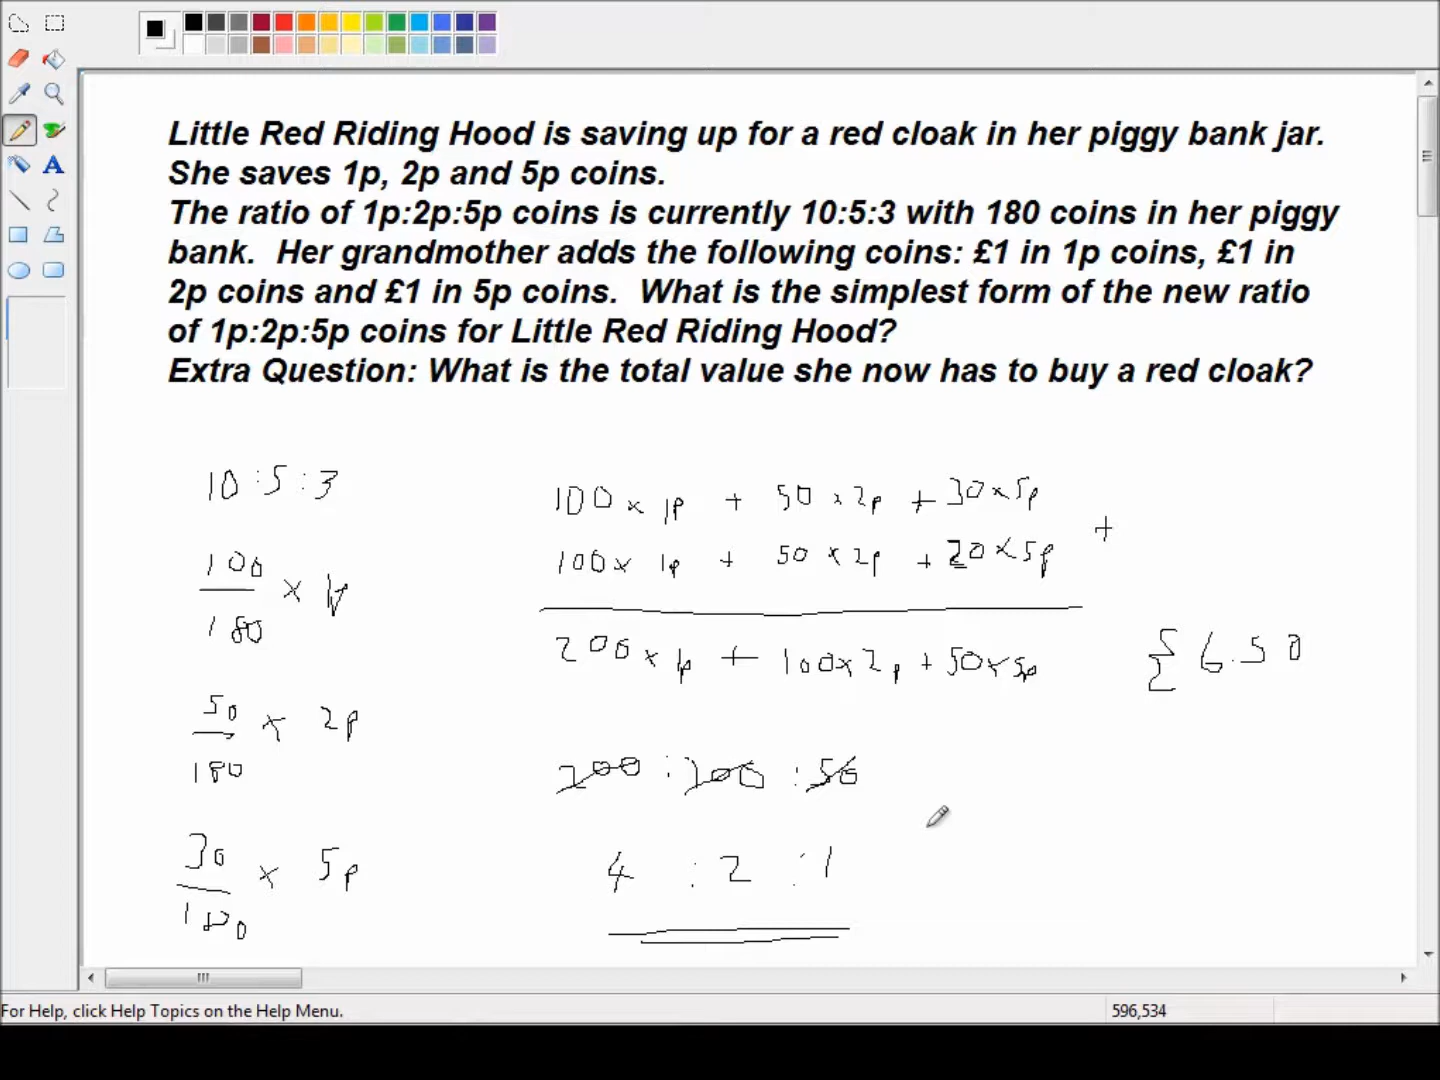 Little Red Riding Hood is saving up for a red cloak in her piggy bank jar.
She saves 1p, 2p and 5p coins.
The ratio of 1p:2p:5p coins is currently 10:5:3 with 180 coins in her piggy
bank. Her grandmother adds the following coins: £1 in 1p coins, £1 in
2p coins and £1 in 5p coins. What is the simplest form of the new ratio
of 1p:2p:5p coins for Little Red Riding Hood?
Extra Question: What is the total value she now has to buy a red cloak?
10:5:3
100
180
× 1p
50
180
× 2p
30
180
× 5p
100 × 1p + 50 × 2p + 30 × 5p
+
100 × 1p + 50 × 2p + 20 × 5p
200 × 1p + 100 × 2p + 50 × 5p
£6.50
200 : 100 : 50
4 : 2 : 1
For Help, click Help Topics on the Help Menu.
596,534